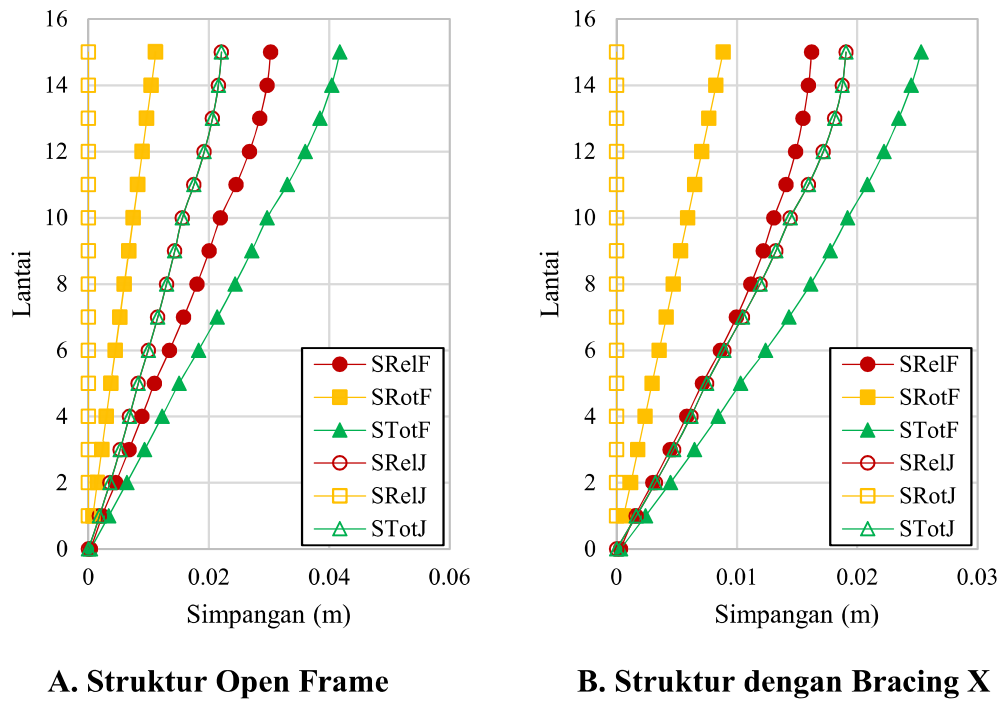 16
14
12
10
8
6
4
2
0
Lantai
0
0.02
0.04
0.06
Simpangan (m)
SRelF
SRotF
STotF
SRelJ
SRelJ
STotJ
A. Struktur Open Frame
16
14
12
10
8
6
4
2
0
Lantai
0
0.01
0.02
0.03
Simpangan (m)
SRelF
SRotF
STotF
SRelJ
SRotJ
STotJ
B. Struktur dengan Bracing X